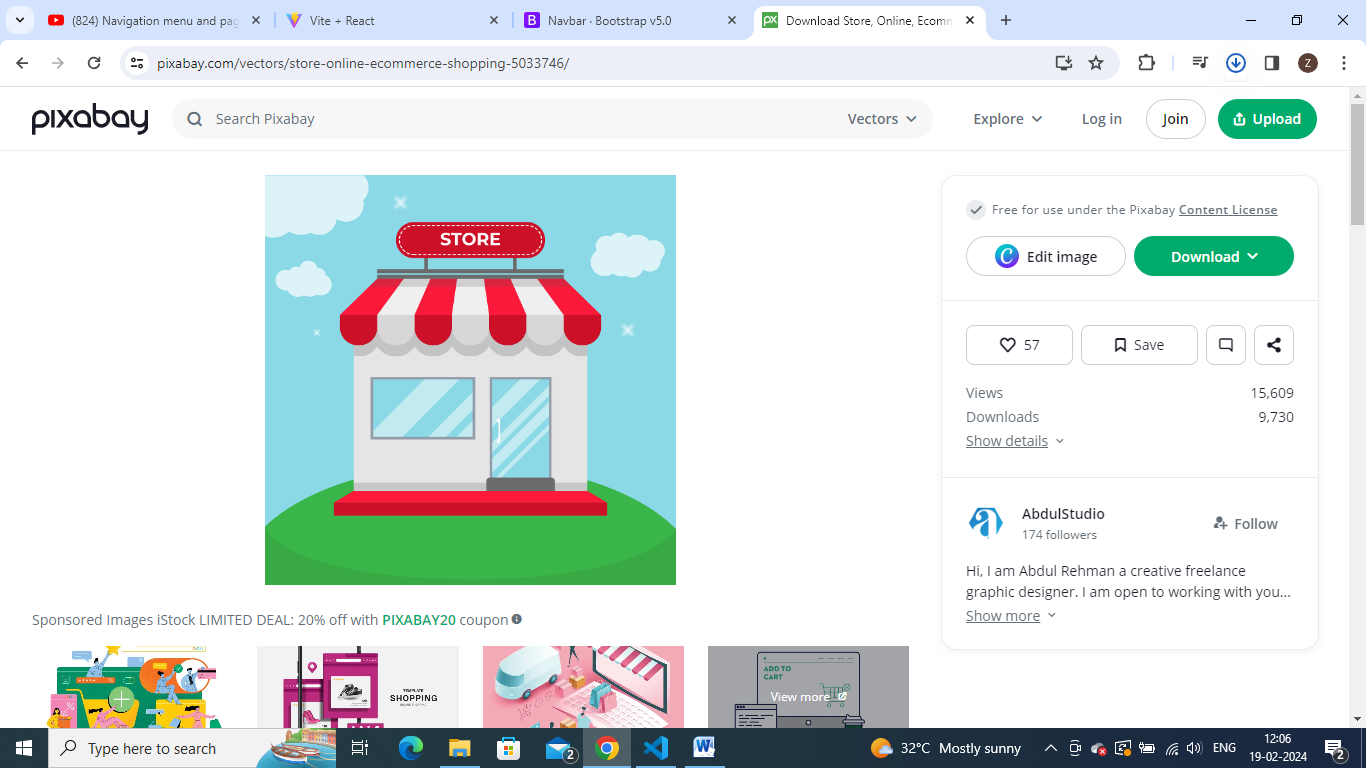 (824) Navigation menu and pag
Vite + React
Navbar · Bootstrap v5.0
Download Store, Online, Ecomm
pixabay.com/vectors/store-online-ecommerce-shopping-5033746/
Z
pixabay
Search Pixabay
Vectors
Explore
Log in
Join
Upload
STORE
Free for use under the Pixabay Content License
Edit image
Download
57
Save
Views 15,609
Downloads 9,730
Show details
AbdulStudio
174 followers
Follow
Hi, I am Abdul Rehman a creative freelance
graphic designer. I am open to working with you...
Show more
Sponsored Images iStock LIMITED DEAL: 20% off with PIXABAY20 coupon
TEMPLATE
SHOPPING
ADD TO
CART
View more
Type here to search
2
32°C Mostly sunny
ENG
12:06
19-02-2024
2